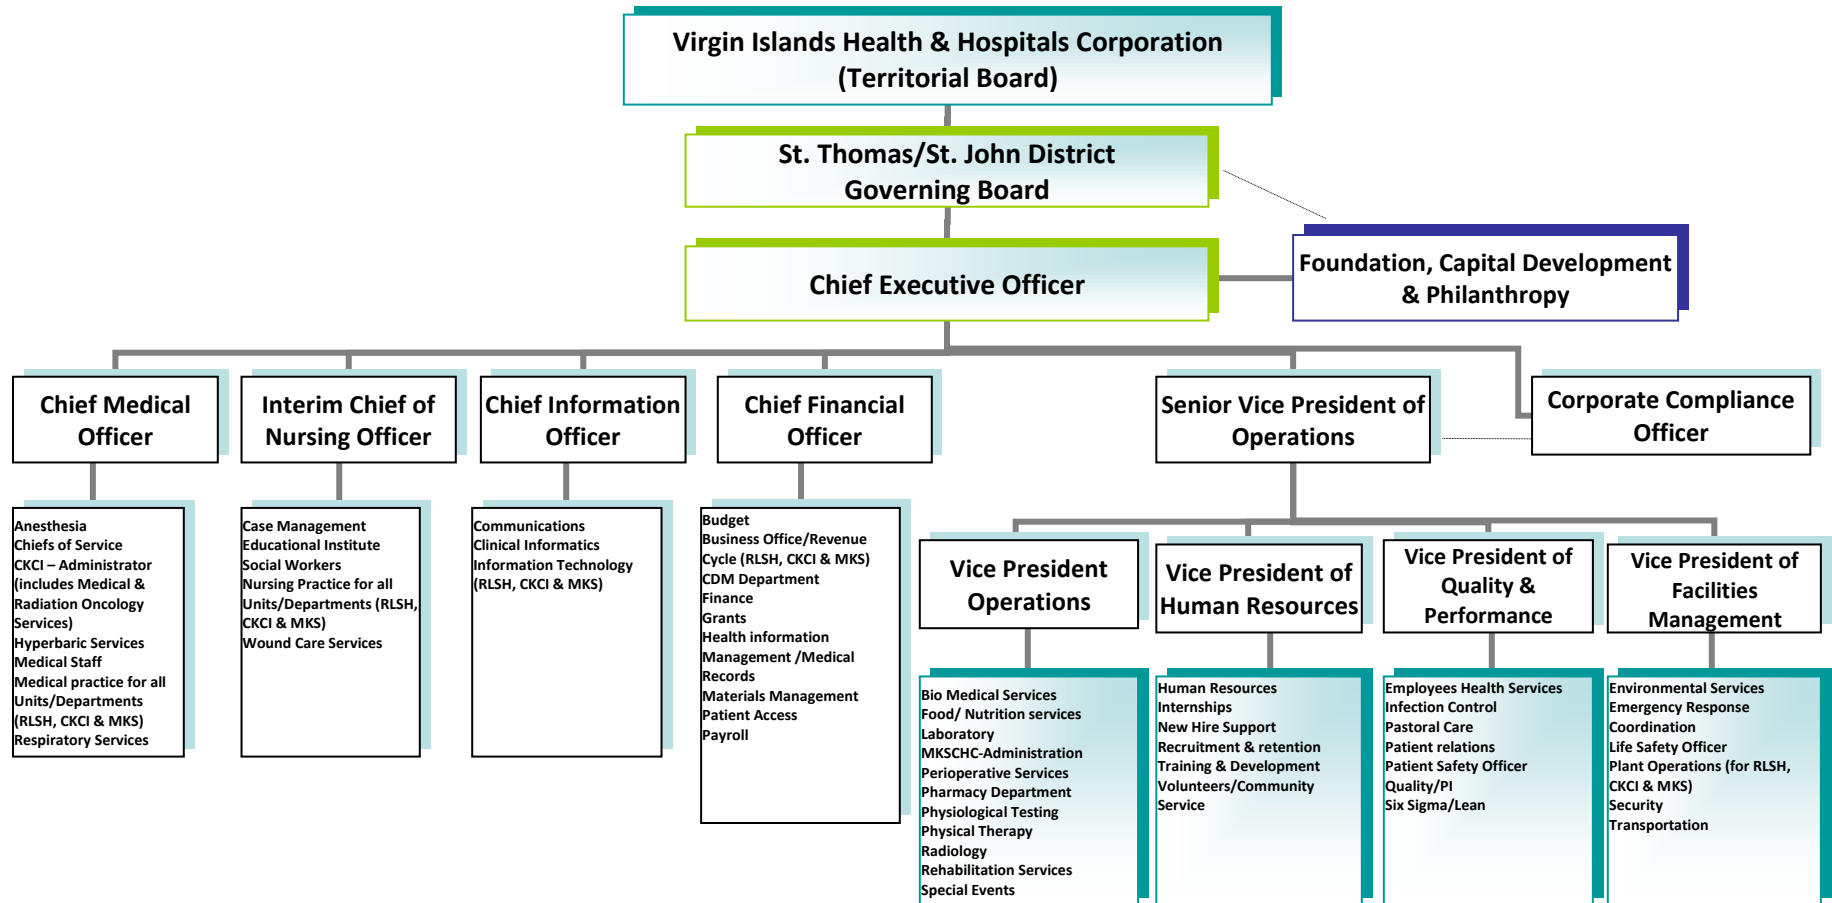 Virgin Islands Health & Hospitals Corporation
(Territorial Board)
St. Thomas/St. John District
Governing Board
Chief Executive Officer
Foundation, Capital Development
& Philanthropy
Chief Medical
Officer
Interim Chief of
Nursing Officer
Chief Information
Officer
Chief Financial
Officer
Senior Vice President of
Operations
Corporate Compliance
Officer
Anesthesia
Chiefs of Service
CKCI – Administrator
(includes Medical &
Radiation Oncology
Services)
Hyperbaric Services
Medical Staff
Medical practice for all
Units/Departments
(RLSH, CKCI & MKS)
Respiratory Services
Case Management
Educational Institute
Social Workers
Nursing Practice for all
Units/Departments (RLSH,
CKCI & MKS)
Wound Care Services
Communications
Clinical Informatics
Information Technology
(RLSH, CKCI & MKS)
Budget
Business Office/Revenue
Cycle (RLSH, CKCI & MKS)
CDM Department
Finance
Grants
Health information
Management /Medical
Records
Materials Management
Patient Access
Payroll
Vice President
Operations
Vice President of
Human Resources
Vice President of
Quality &
Performance
Vice President of
Facilities
Management
Bio Medical Services
Food/ Nutrition services
Laboratory
MKSCHC-Administration
Perioperative Services
Pharmacy Department
Physiological Testing
Physical Therapy
Radiology
Rehabilitation Services
Special Events
Human Resources
Internships
New Hire Support
Recruitment & retention
Training & Development
Volunteers/Community
Service
Employees Health Services
Infection Control
Pastoral Care
Patient relations
Patient Safety Officer
Quality/PI
Six Sigma/Lean
Environmental Services
Emergency Response
Coordination
Life Safety Officer
Plant Operations (for RLSH,
CKCI & MKS)
Security
Transportation